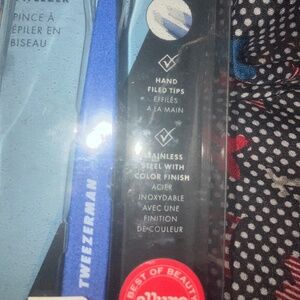 PINCE À
ÉPILER EN
BISEAU
HAND
FILED TIPS
EFFILÉS
À LA MAIN
STAINLESS
STEEL WITH
COLOR FINISH
ACIER
INOXYDABLE
AVEC UNE
FINITION
DE COULEUR
TWEEZERMAN
BEST OF BEAUTY
allure